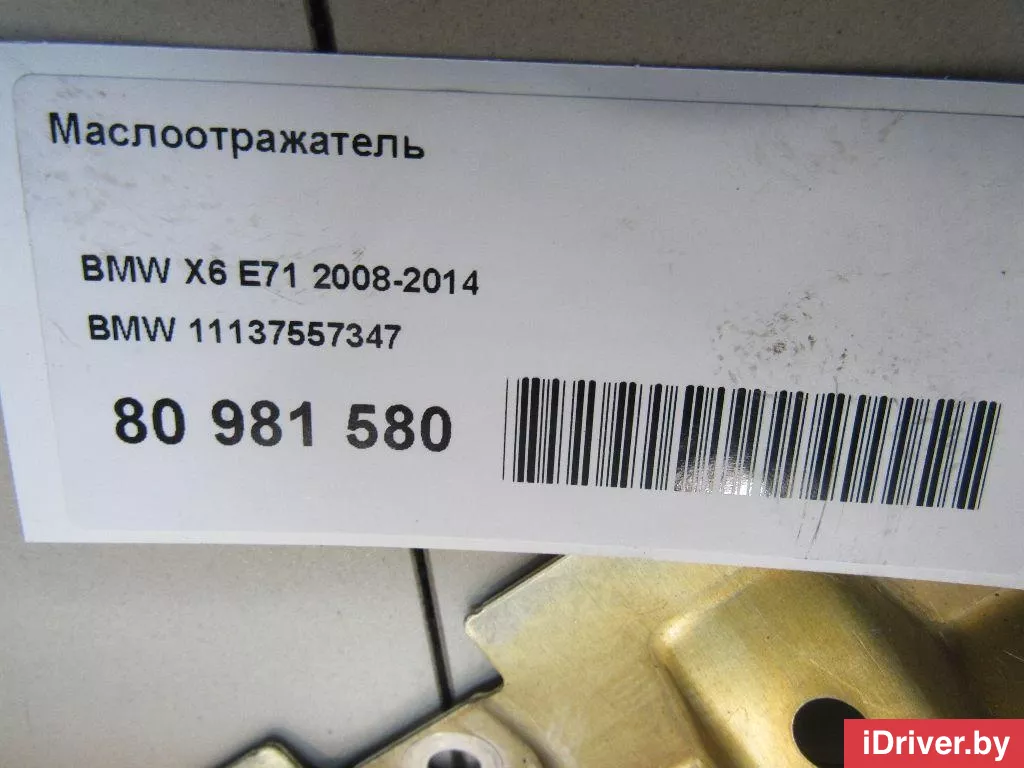 Маслоотражатель
BMW X6 E71 2008-2014
BMW 11137557347
80 981 580
iDriver.by